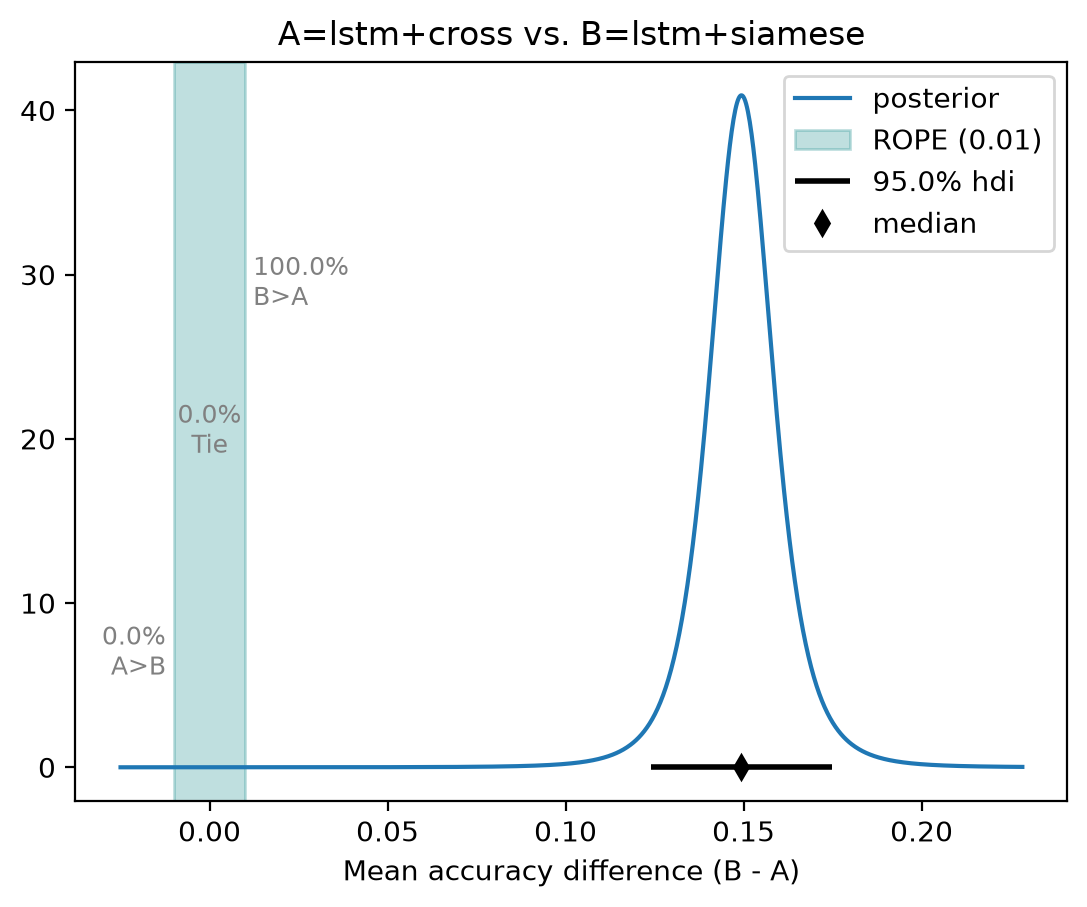 A=lstm+cross vs. B=lstm+siamese
posterior
ROPE (0.01)
95.0% hdi
median
40
30
20
10
0
100.0%
B>A
0.0%
Tie
0.0%
A>B
0.00
0.05
0.10
0.15
0.20
Mean accuracy difference (B - A)